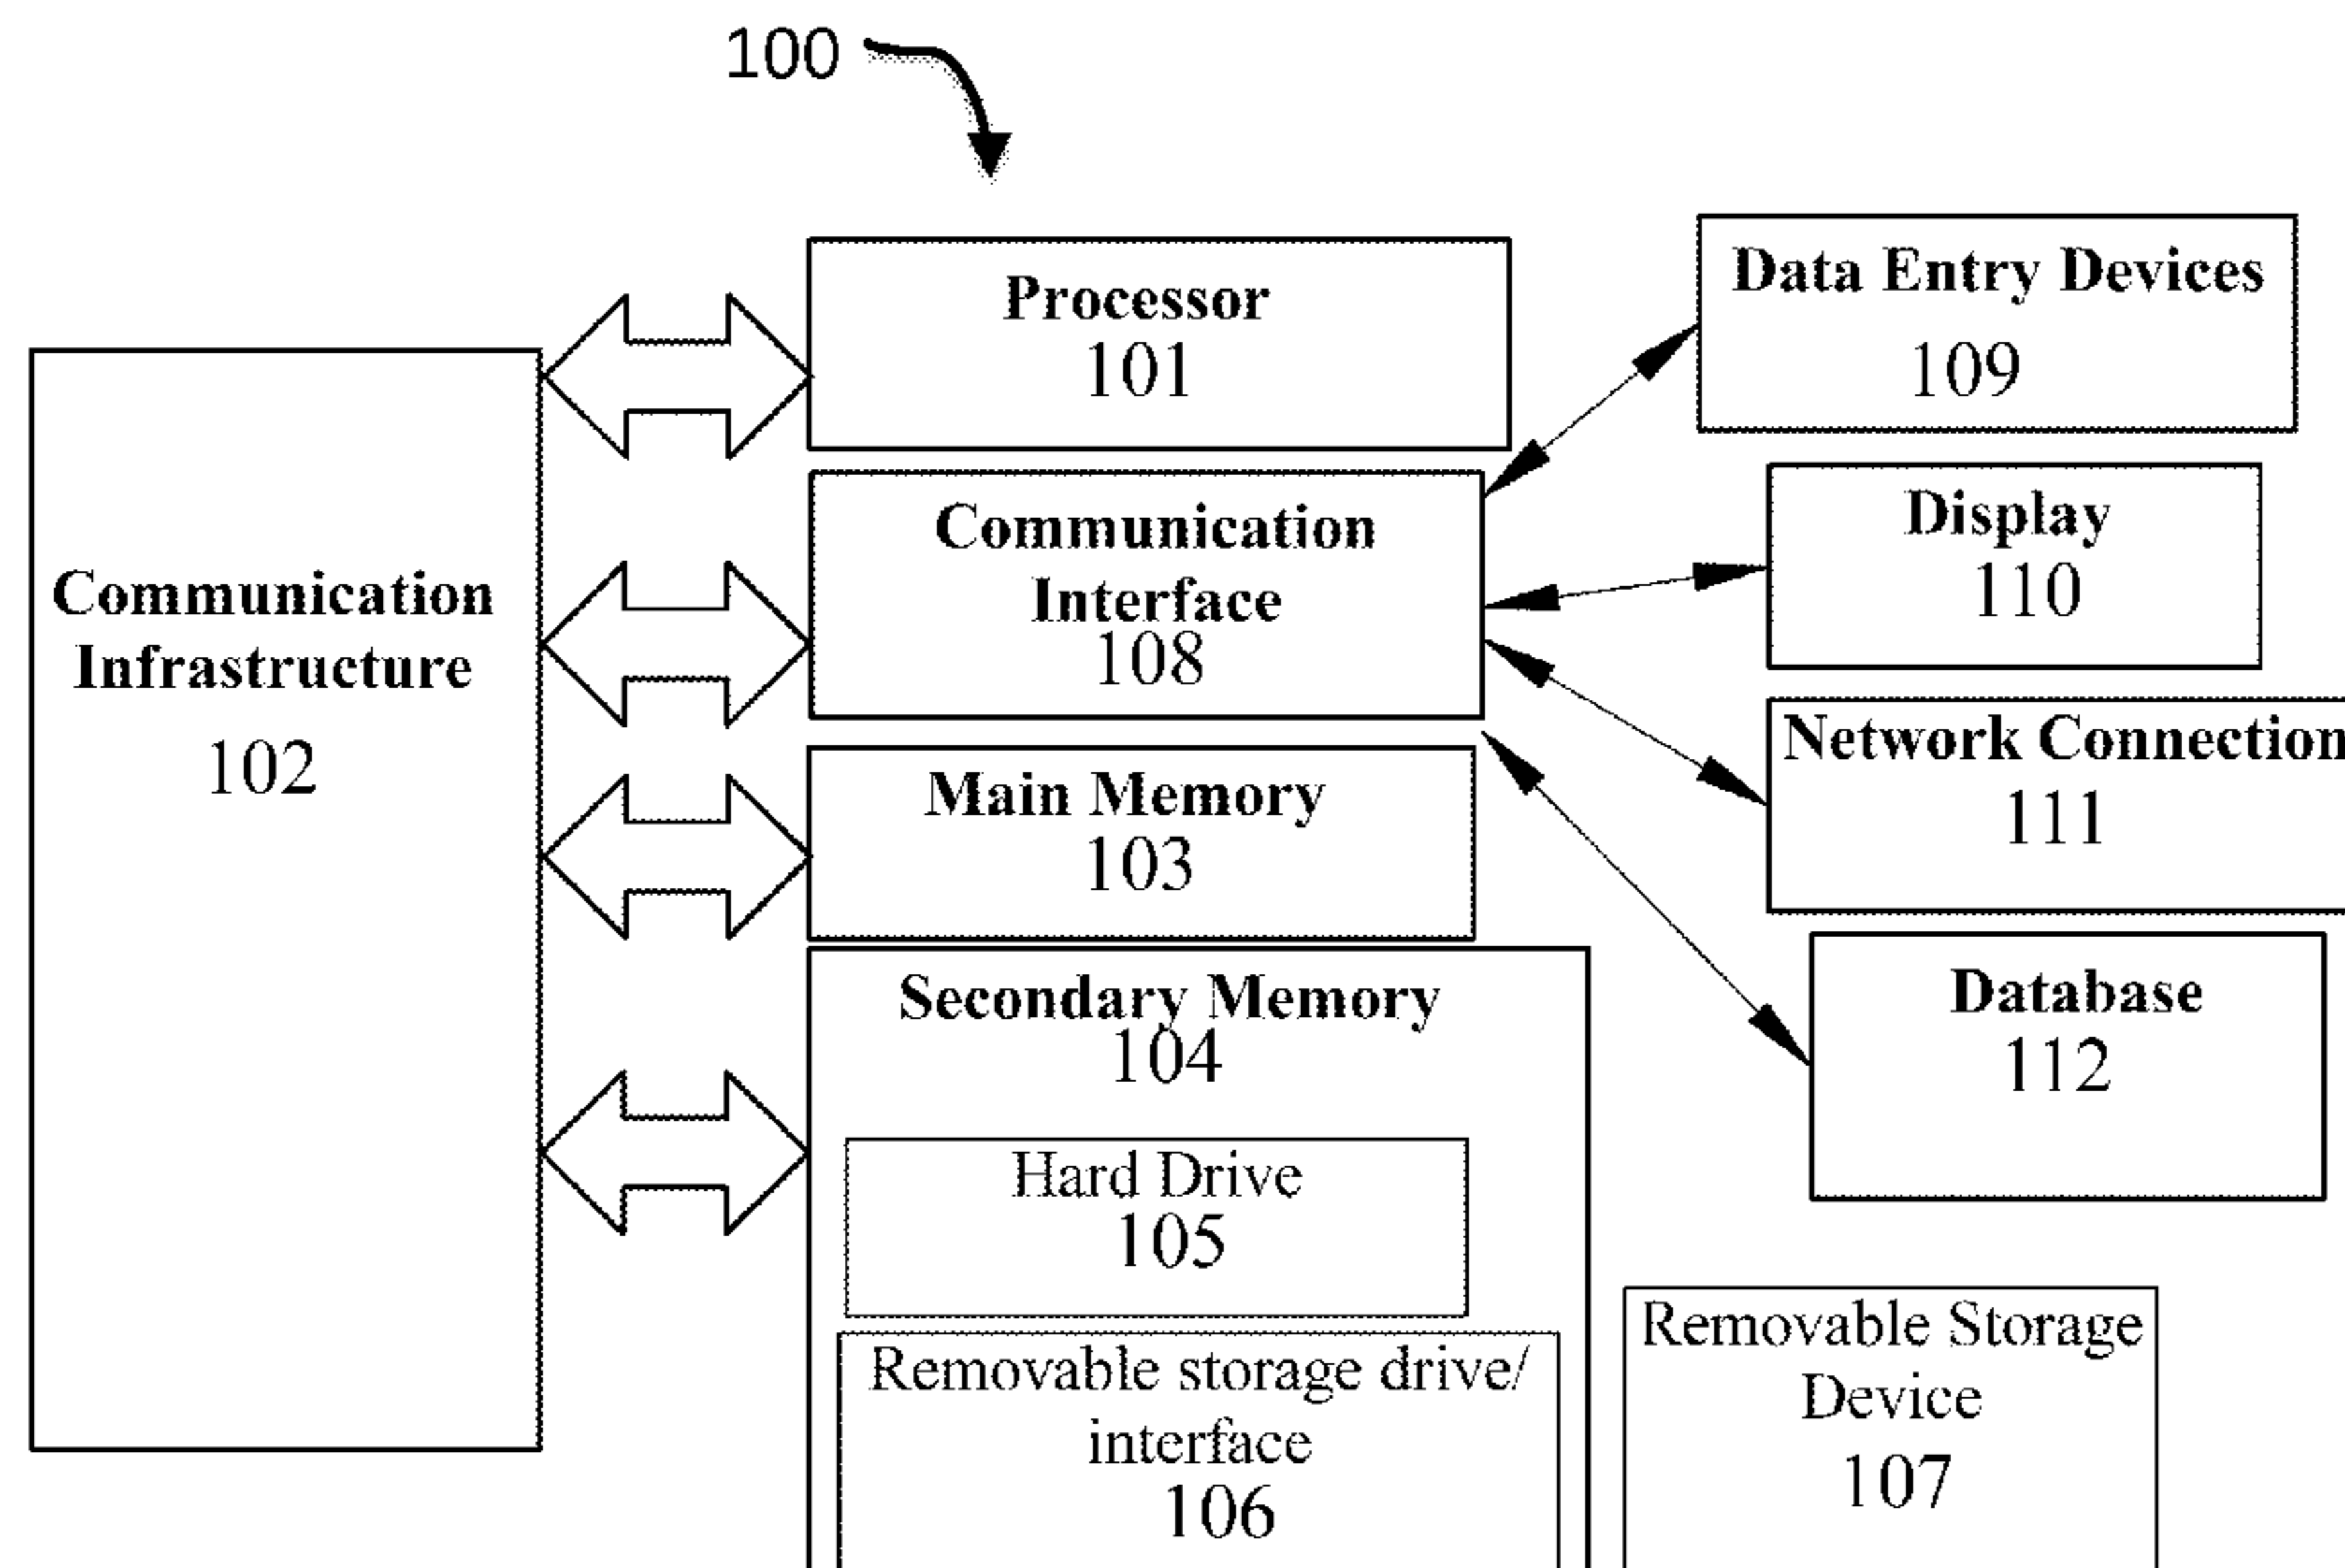 100
Processor
101
Data Entry Devices
109
Communication
Infrastructure
102
Communication
Interface
108
Display
110
Network Connection
111
Main Memory
103
Secondary Memory
104
Database
112
Hard Drive
105
Removable storage drive/
interface
106
Removable Storage
Device
107